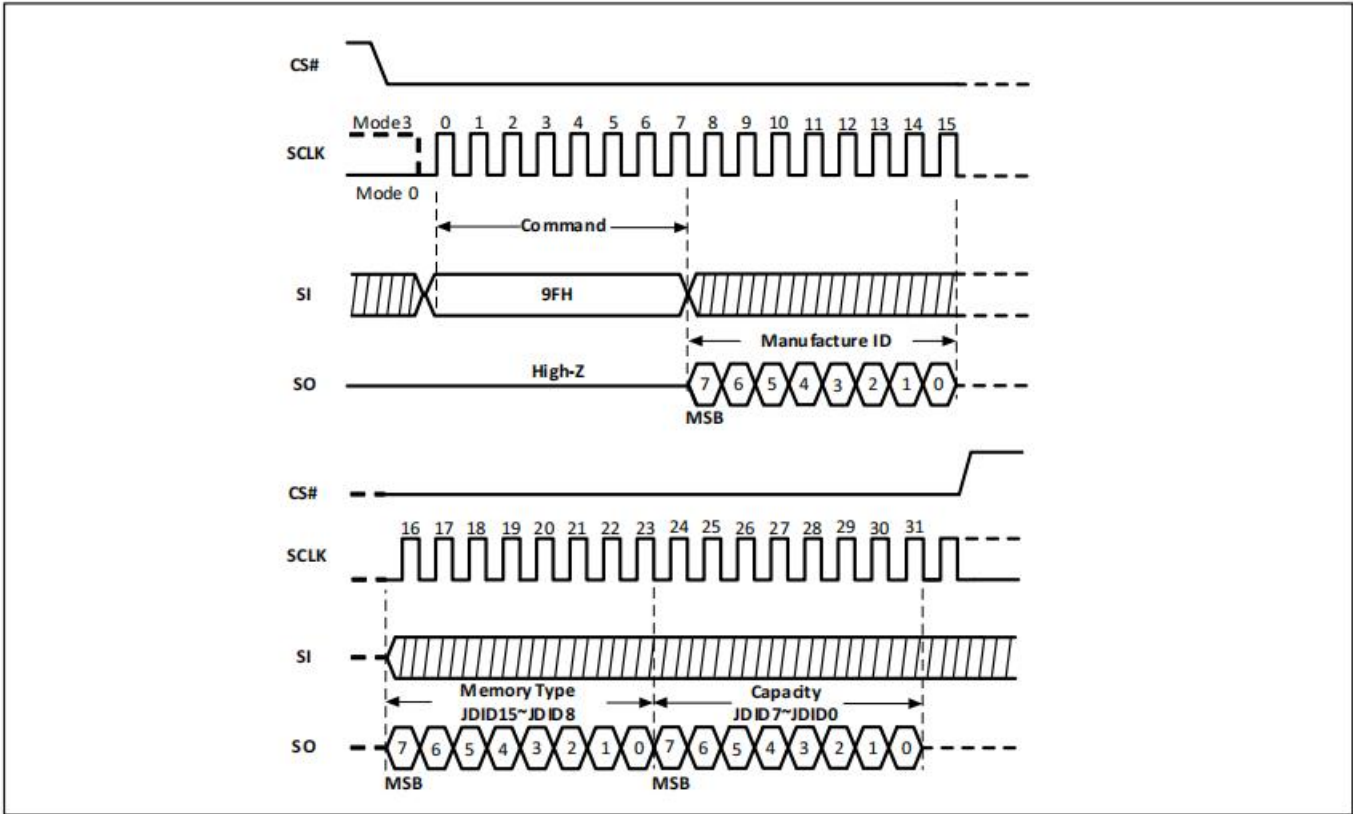 CS#
Mode3 0 1 2 3 4 5 6 7 8 9 10 11 12 13 14 15
SCLK
Mode 0
Command
SI 9FH
Manufacture ID
SO High-Z 7 6 5 4 3 2 1 0
MSB
CS#
16 17 18 19 20 21 22 23 24 25 26 27 28 29 30 31
SCLK
SI
Memory Type Capacity
JDID15~JDID8 JDID7~JDID0
SO 7 6 5 4 3 2 1 0 7 6 5 4 3 2 1 0
MSB MSB